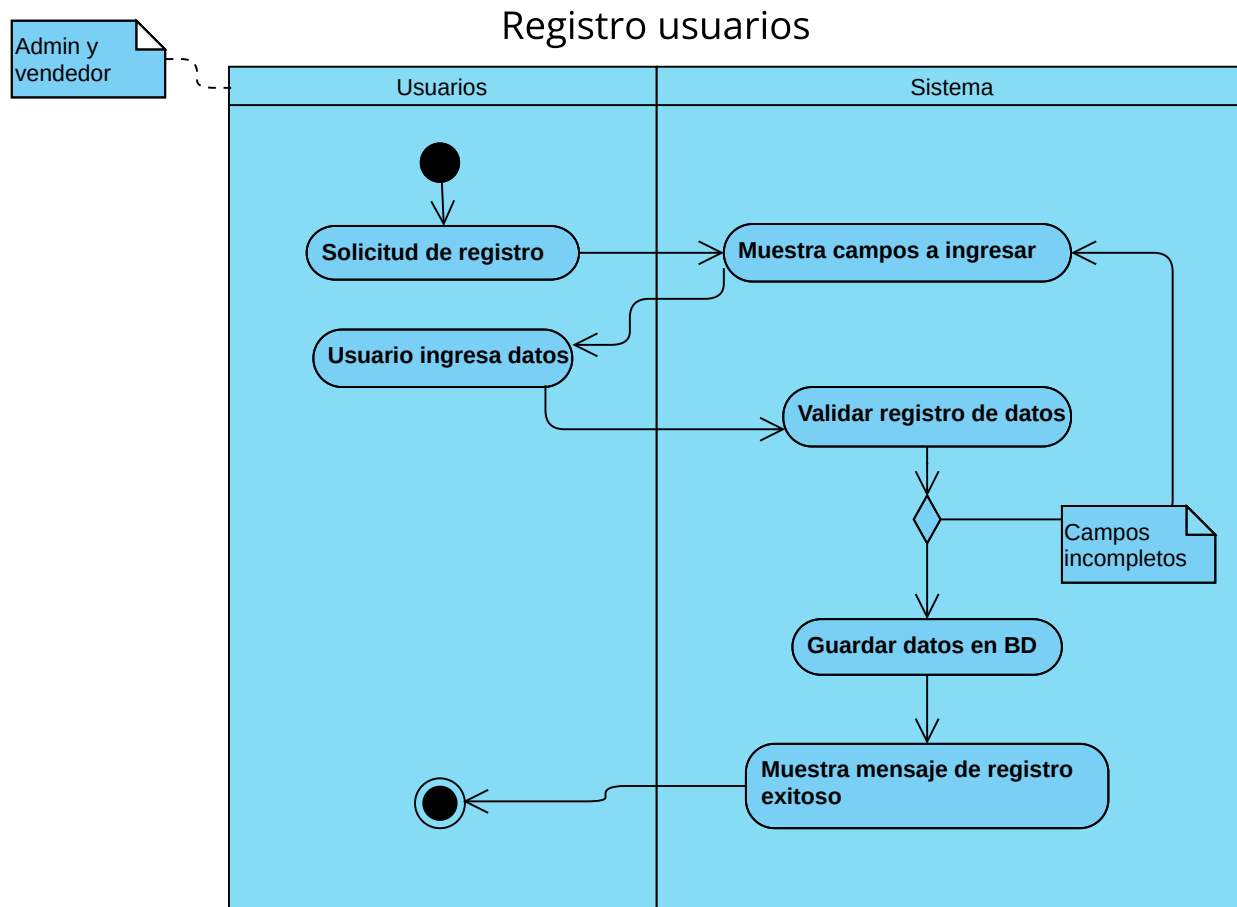 Registro usuarios
Admin y
vendedor
Usuarios
Sistema
Solicitud de registro
Muestra campos a ingresar
Usuario ingresa datos
Validar registro de datos
Campos
incompletos
Guardar datos en BD
Muestra mensaje de registro
exitoso